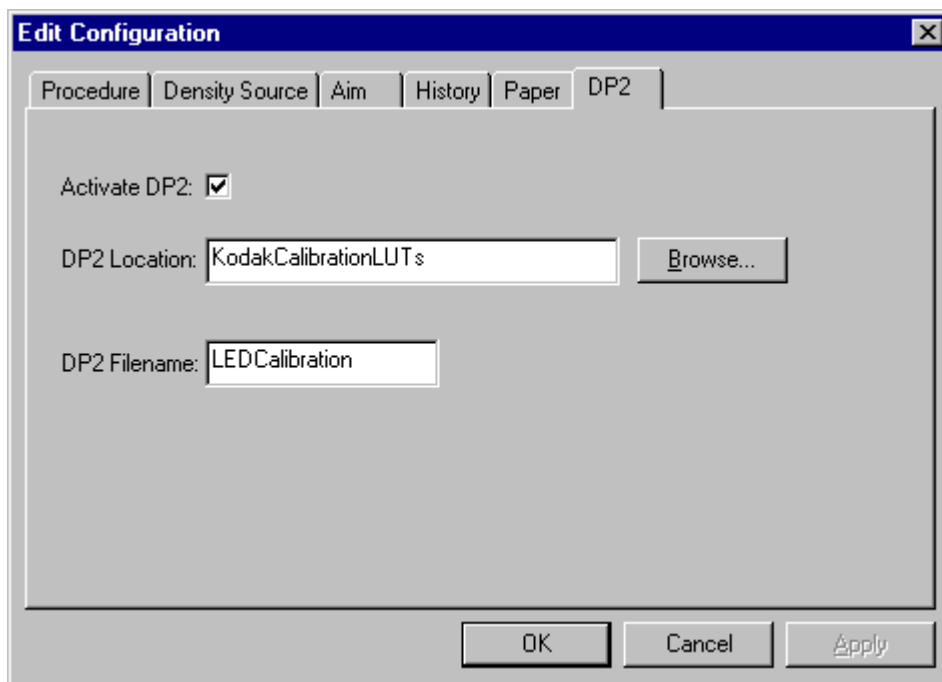 Edit Configuration
Procedure Density Source Aim History Paper DP2
Activate DP2:
DP2 Location: KodakCalibrationLUTs Browse...
DP2 Filename: LEDCalibration
OK Cancel Apply